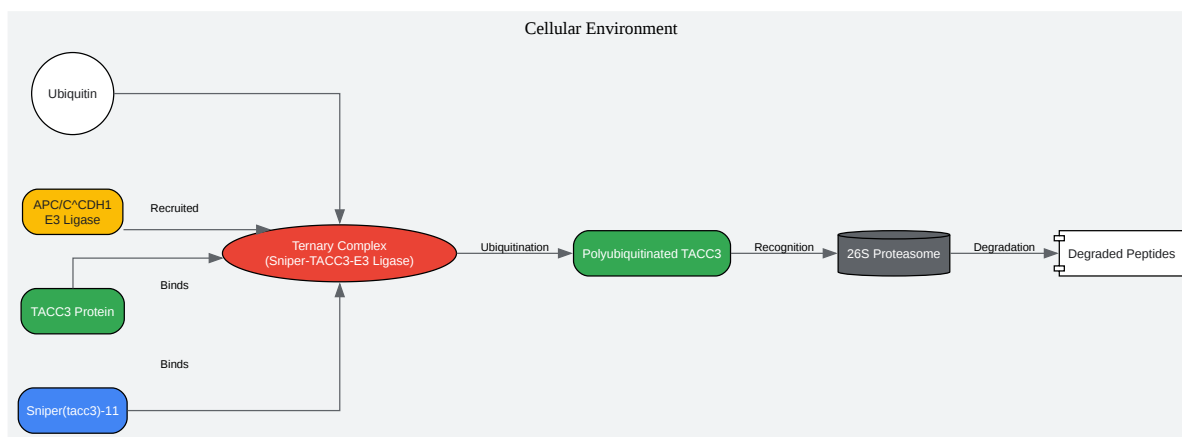 Cellular Environment
Ubiquitin
APC/C^CDH1
E3 Ligase
Recruited
Ternary Complex
(Sniper-TACC3-E3 Ligase)
Ubiquitination
Polyubiquitinated TACC3
Recognition
26S Proteasome
Degradation
Degraded Peptides
Binds
TACC3 Protein
Binds
Sniper(tacc3)-11